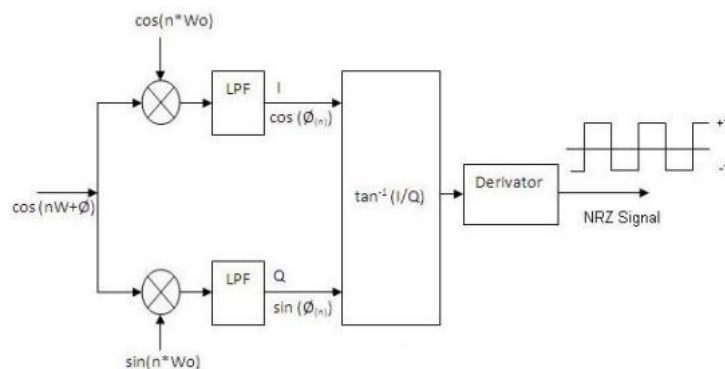 cos(n*Wo)
LPF
I
cos (Ø(n))
cos (nW+Ø)
tan⁻¹ (I/Q)
Derivator
NRZ Signal
LPF
Q
sin (Ø(n))
sin(n*Wo)